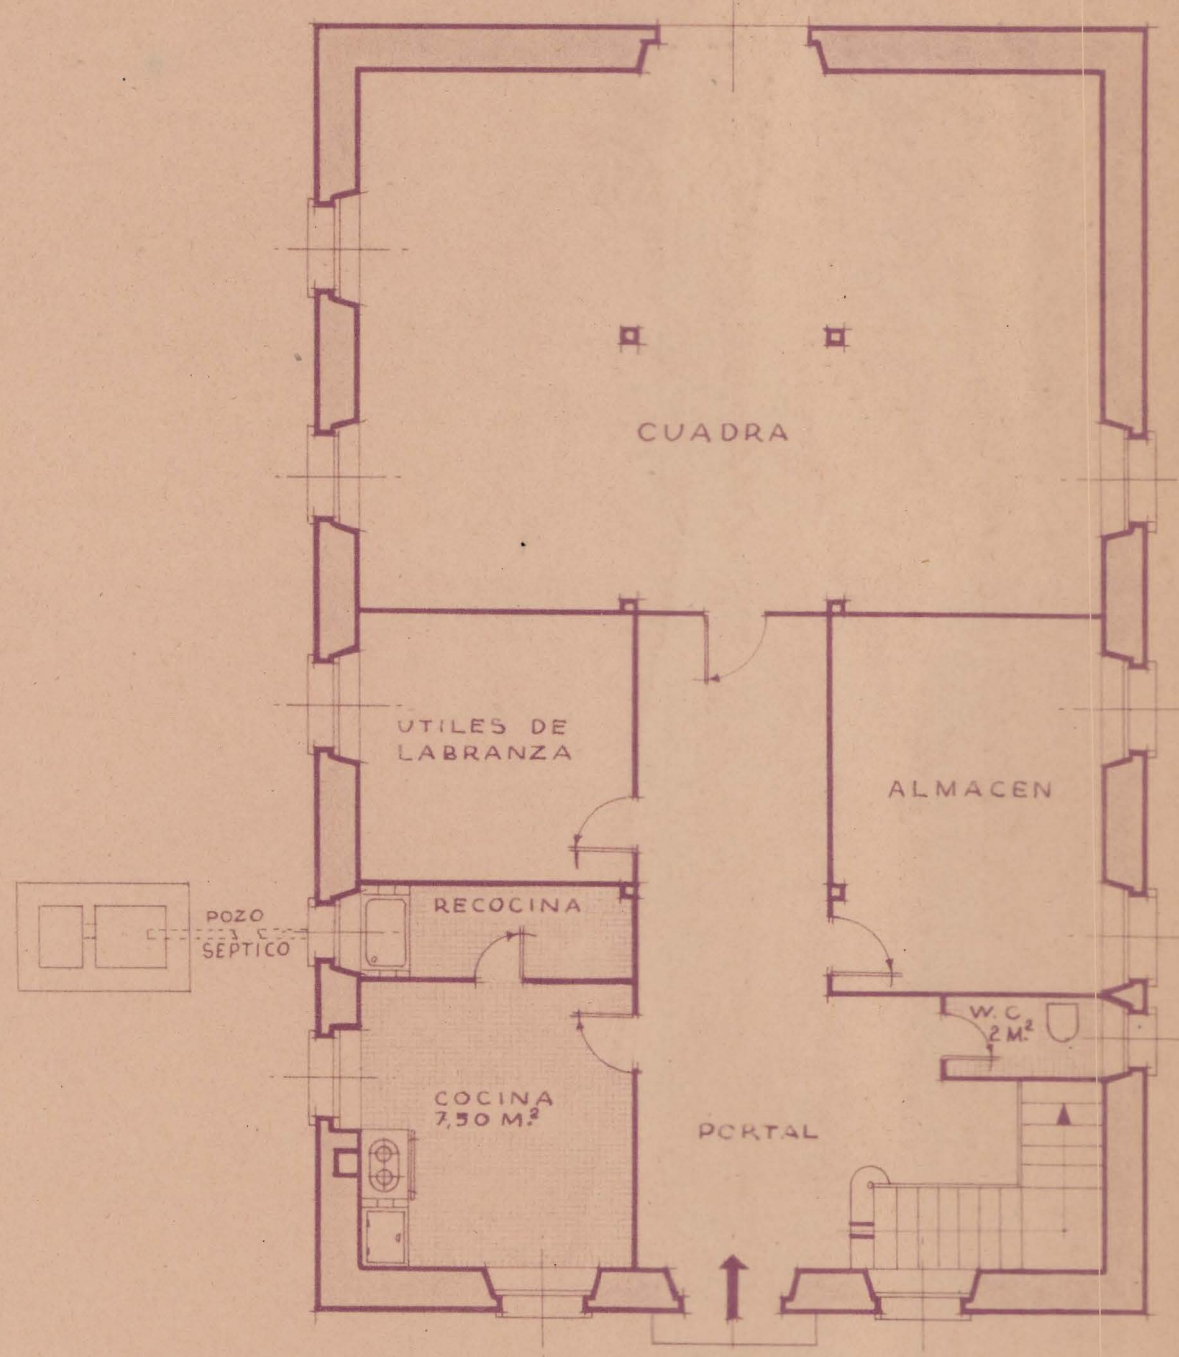 CUADRA
UTILES DE
LABRANZA
ALMACEN
RECOCINA
POZO
SEPTICO
W.C.
2 M.²
COCINA
7,50 M.²
PORTAL